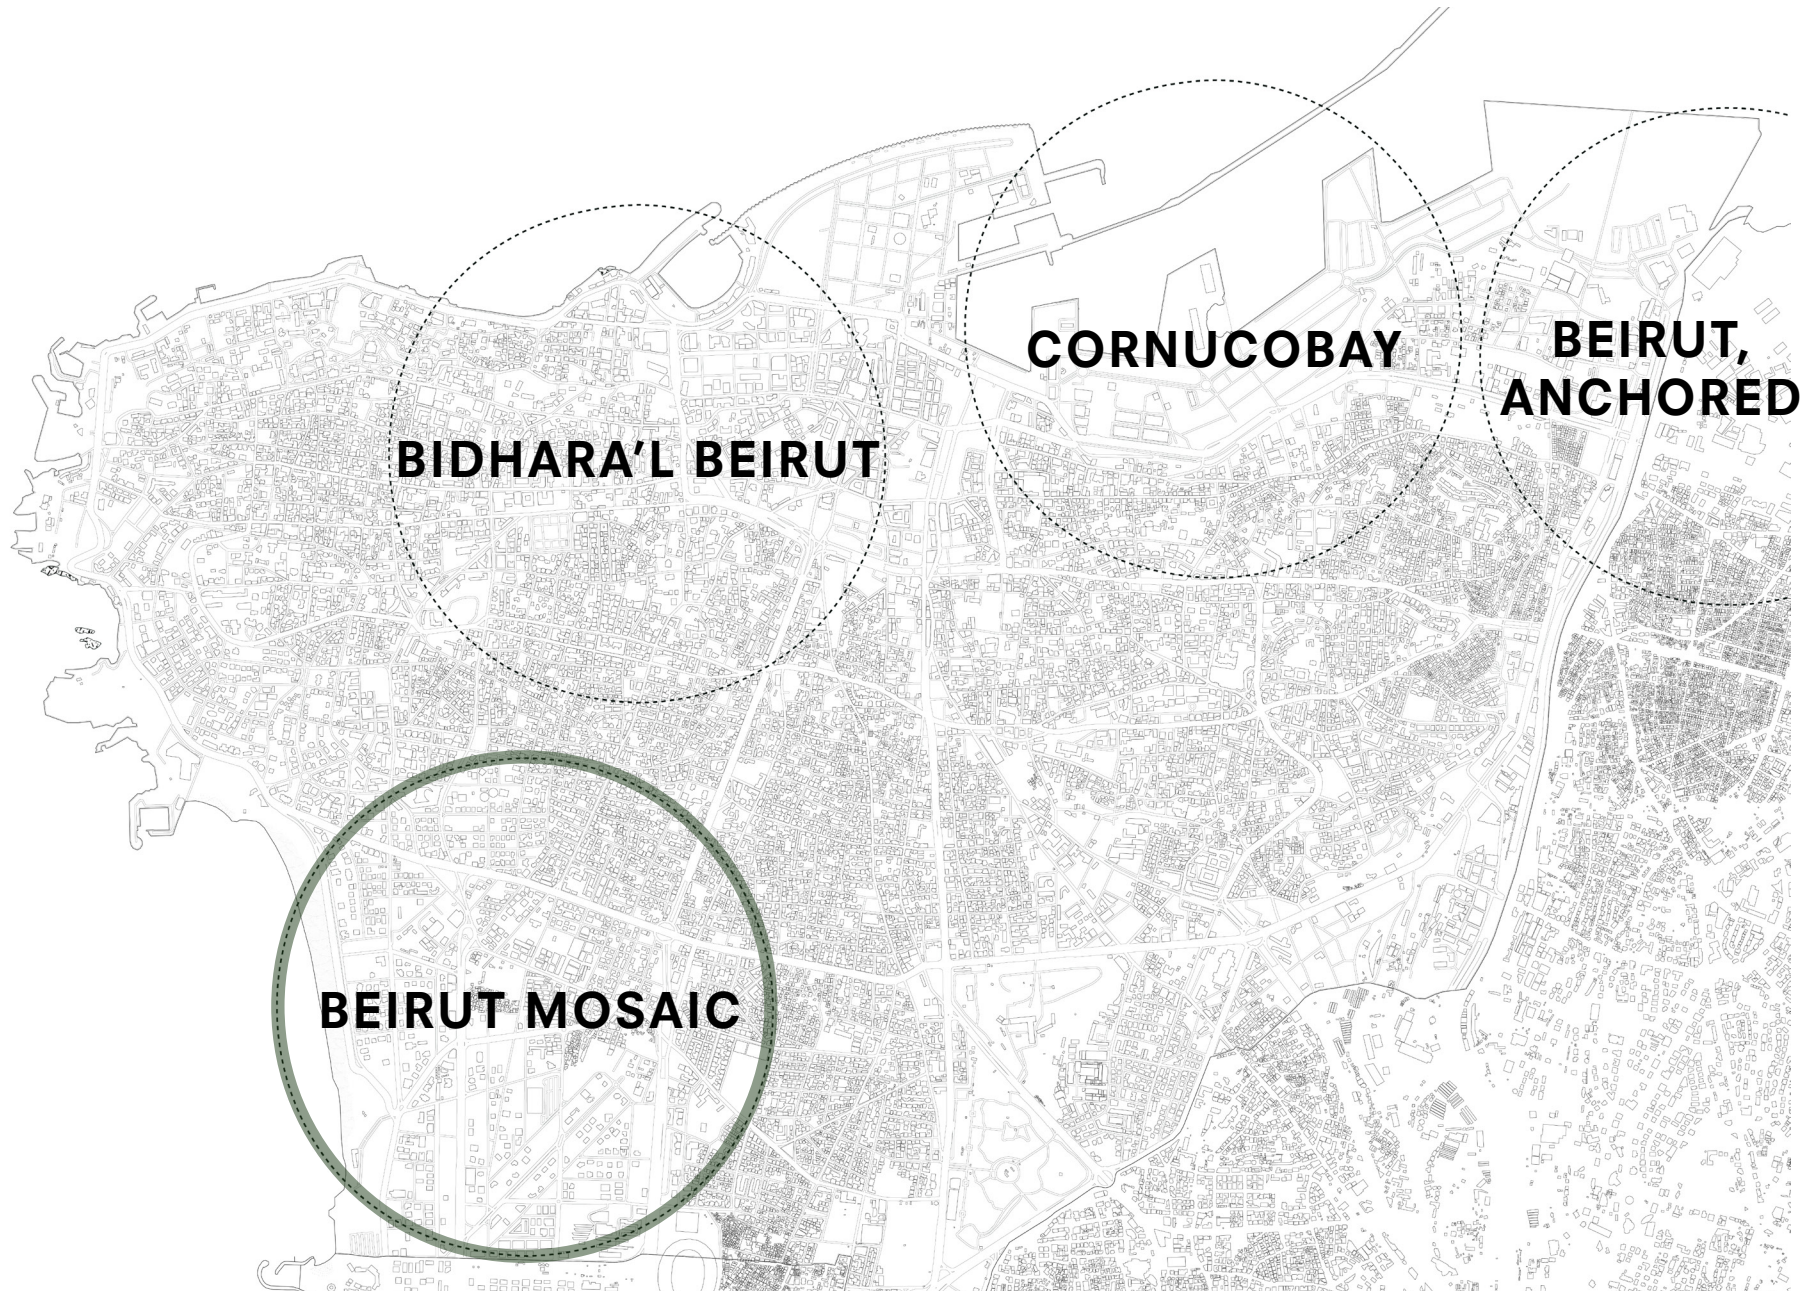 CORNUCOBAY
BEIRUT,
ANCHORED
BIDHARA’L BEIRUT
BEIRUT MOSAIC